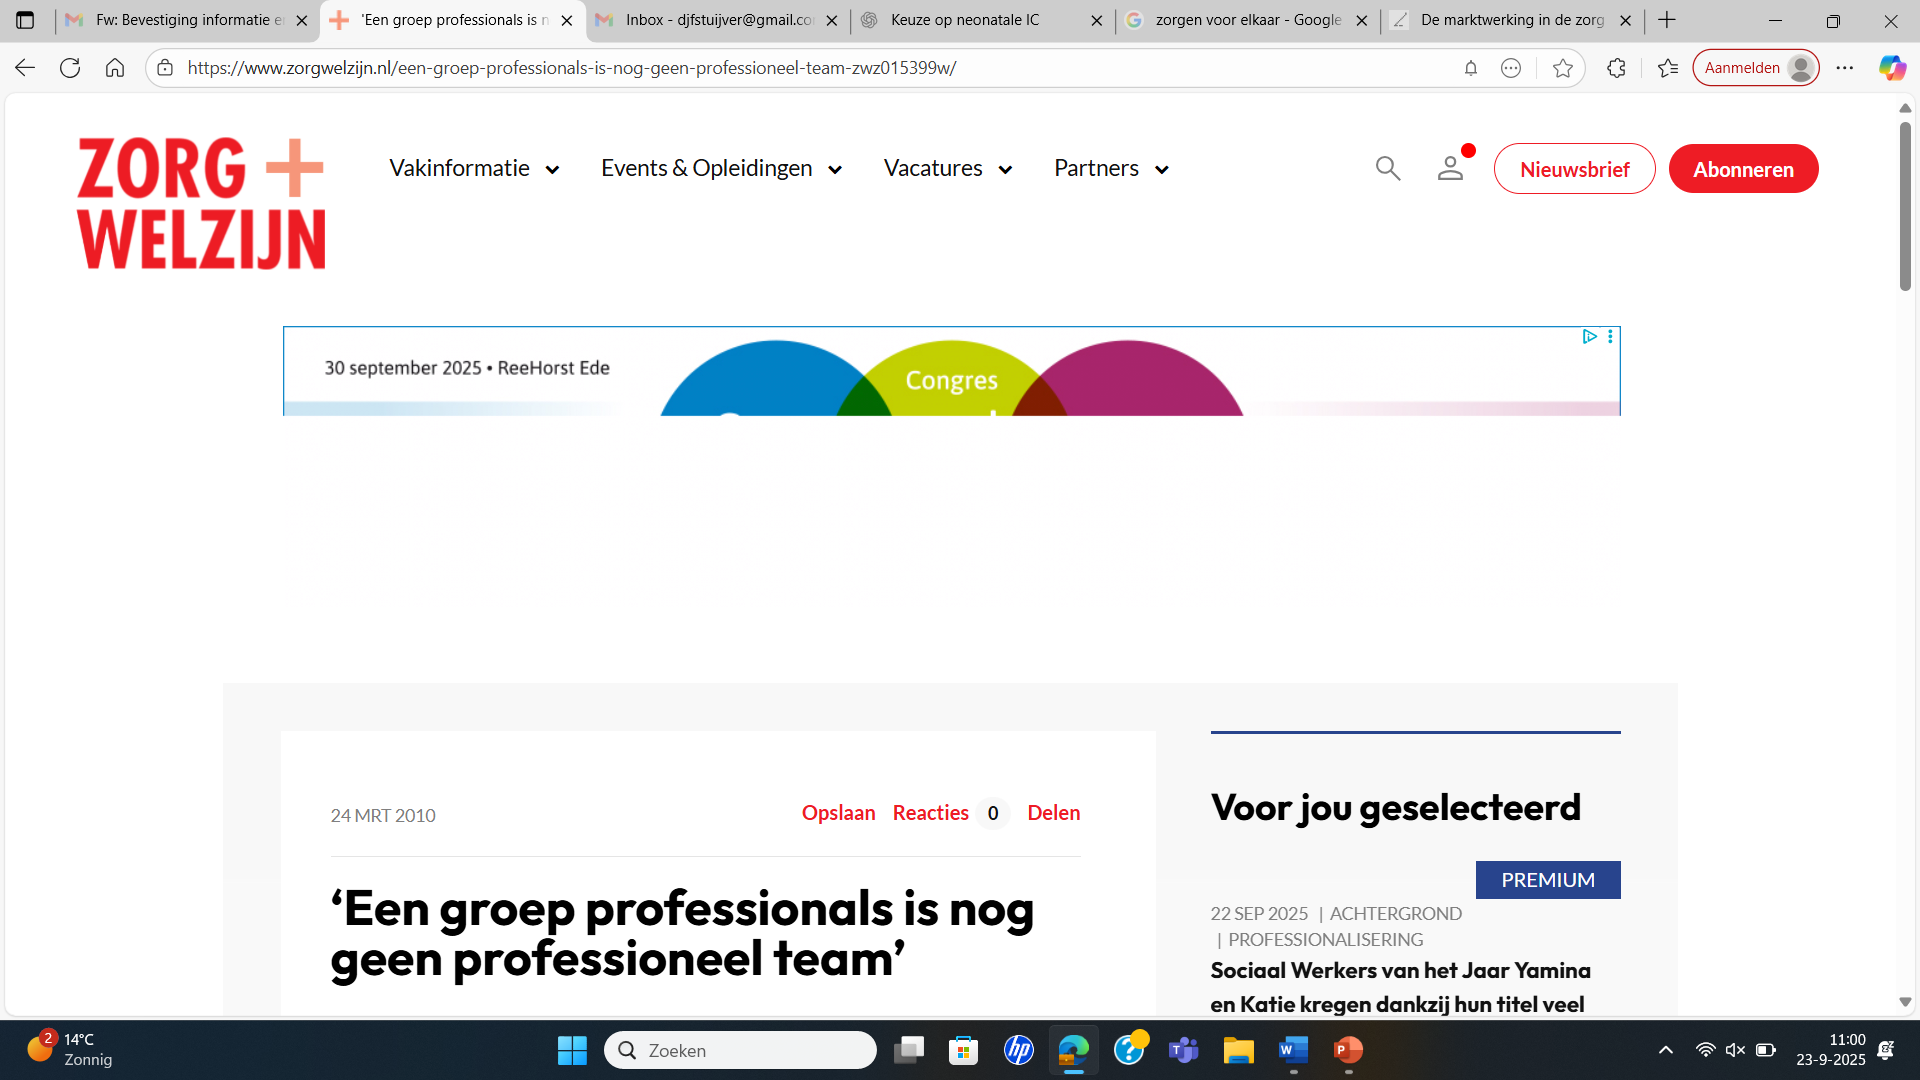 Fw: Bevestiging informatie e
'Een groep professionals is n
Inbox - djfstuijver@gmail.co
Keuze op neonatale IC
zorgen voor elkaar - Google
De marktwerking in de zorg
https://www.zorgwelzijn.nl/een-groep-professionals-is-nog-geen-professioneel-team-zwz015399w/
Aanmelden
ZORG +
WELZIJN
Vakinformatie
Events & Opleidingen
Vacatures
Partners
Nieuwsbrief
Abonneren
30 september 2025 • ReeHorst Ede
Congres
24 MRT 2010
Opslaan
Reacties 0
Delen
‘Een groep professionals is nog
geen professioneel team’
Voor jou geselecteerd
PREMIUM
22 SEP 2025 | ACHTERGROND
| PROFESSIONALISERING
Sociaal Werkers van het Jaar Yamina
en Katie kregen dankzij hun titel veel
2
14°C
Zonnig
Zoeken
11:00
23-9-2025